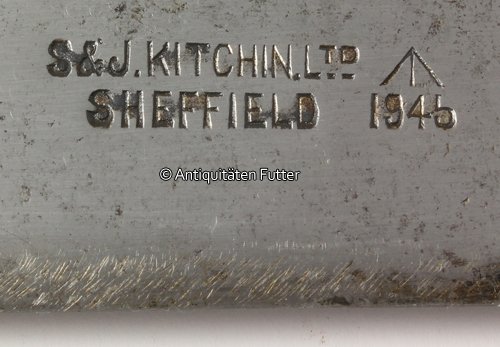 S&J. KITCHIN. LTD
SHEFFIELD 1945
© Antiquitäten Futter